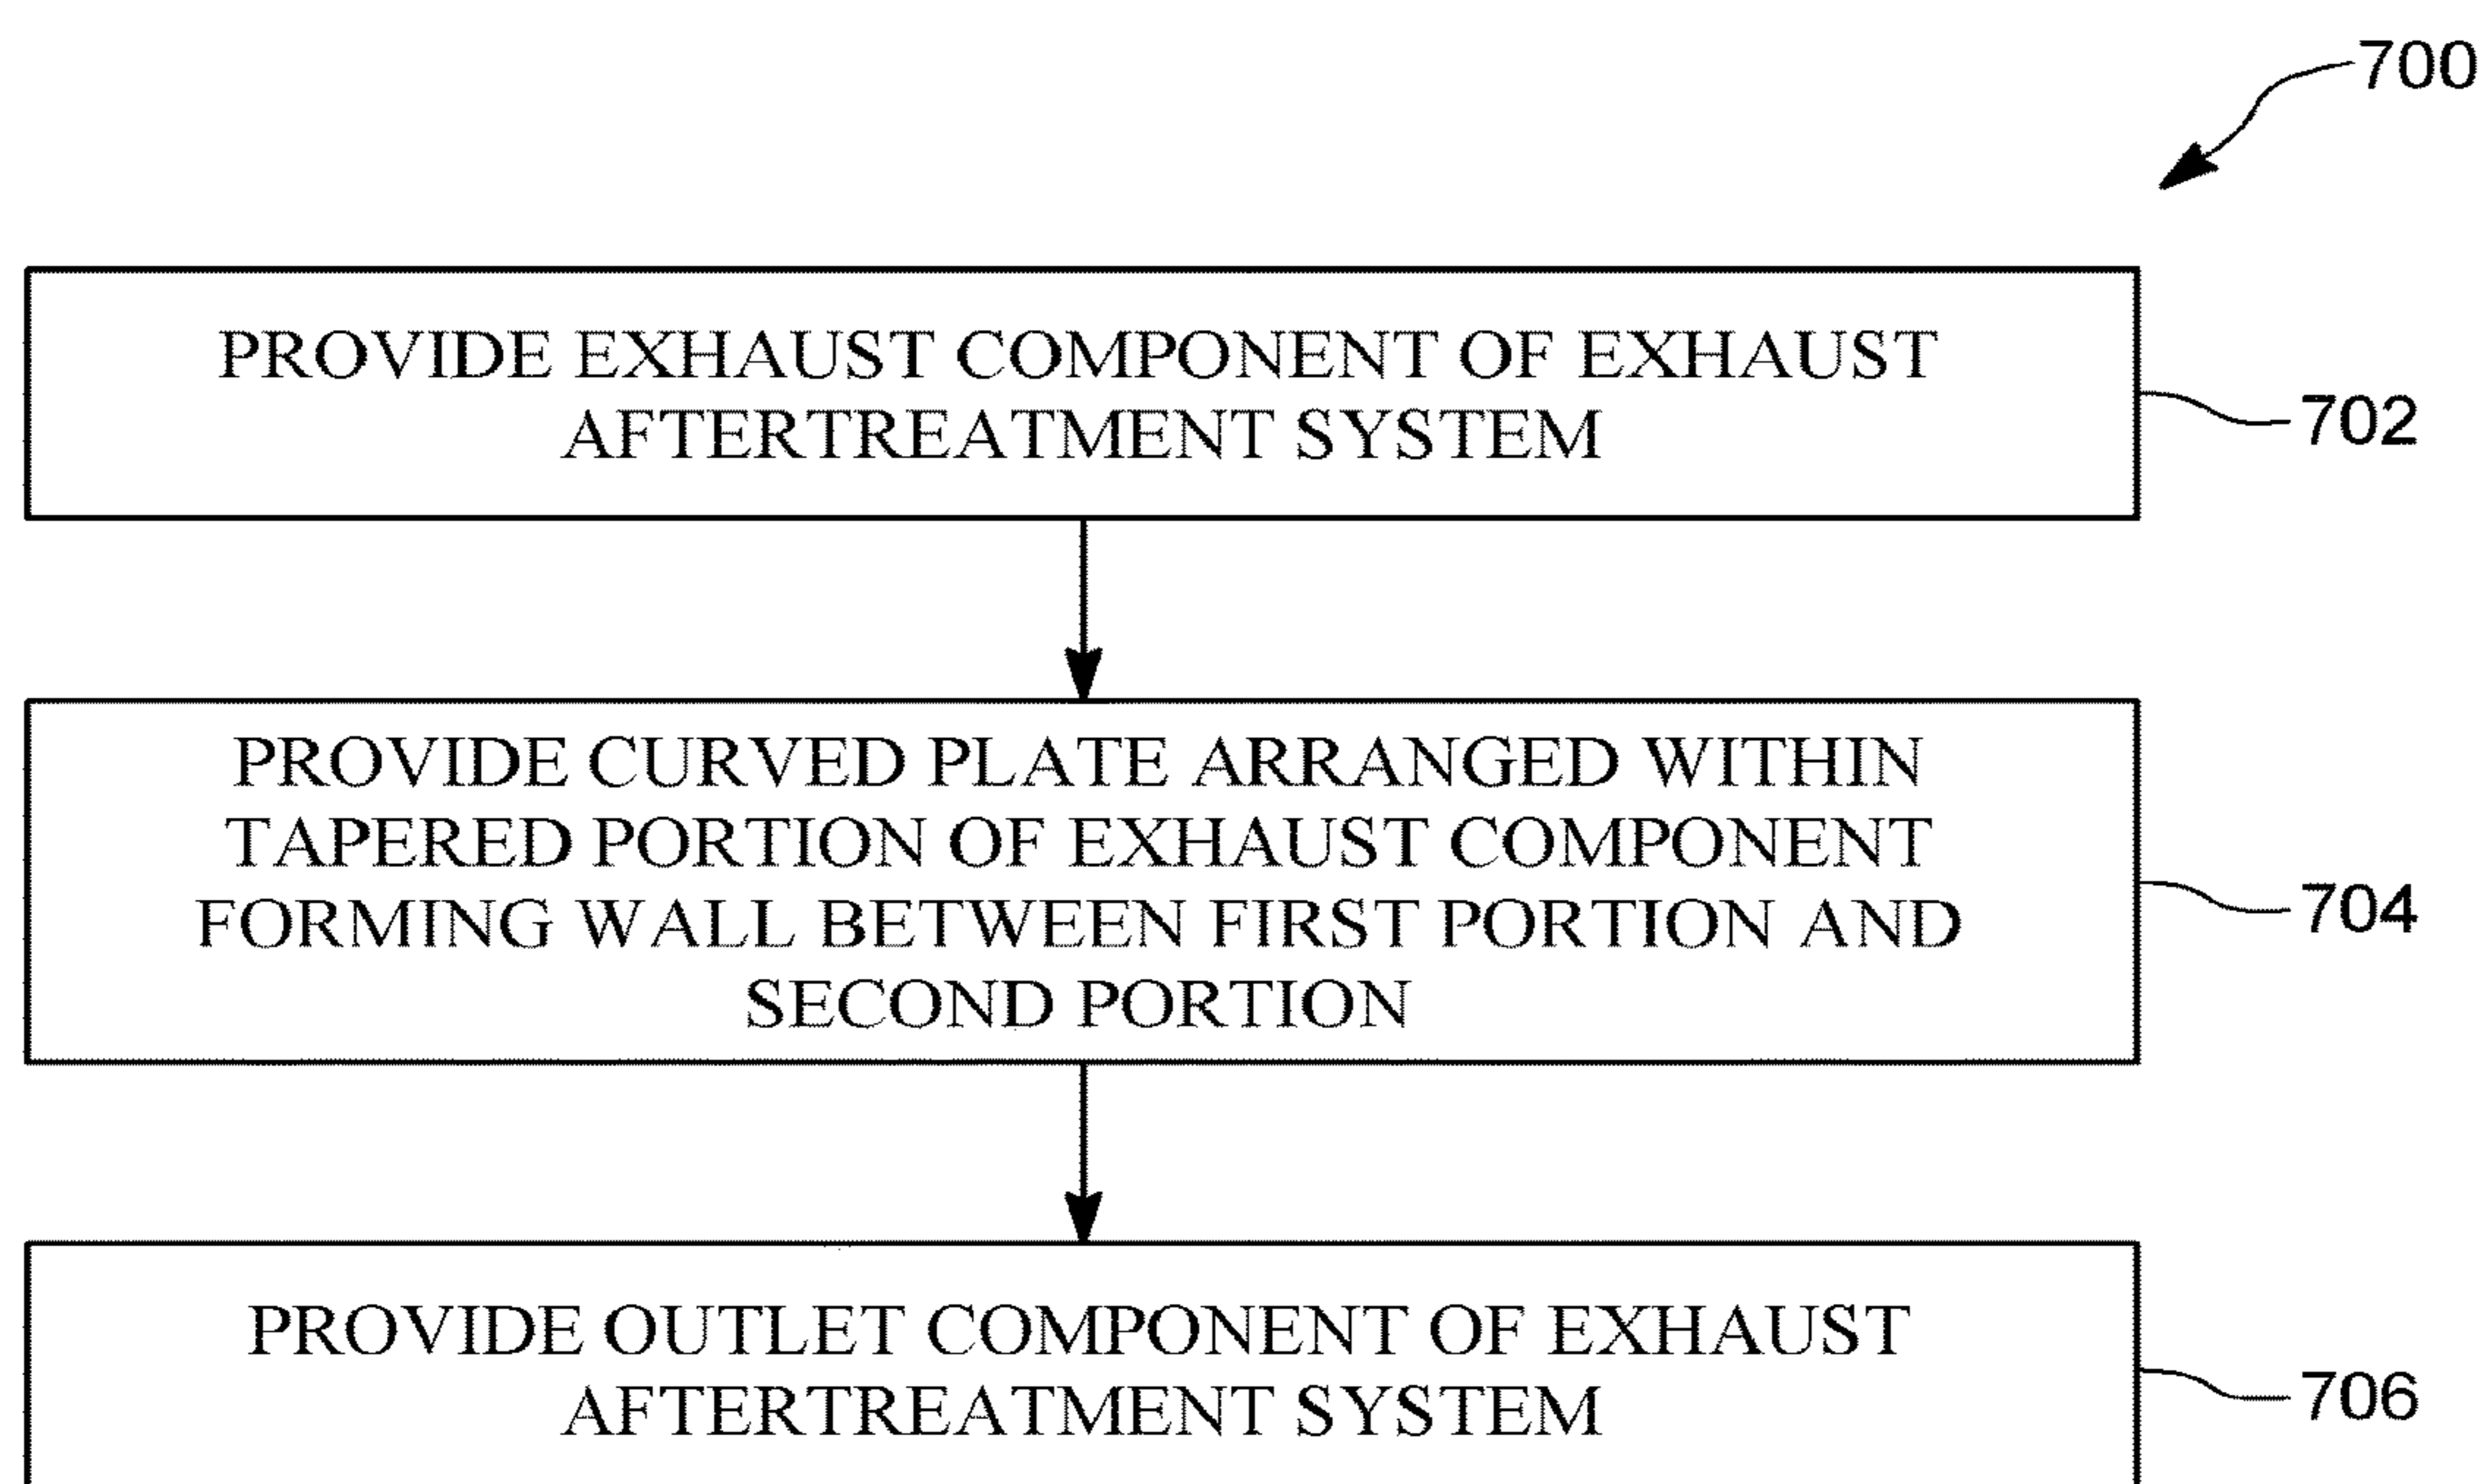 700
PROVIDE EXHAUST COMPONENT OF EXHAUST
AFTERTREATMENT SYSTEM
702
PROVIDE CURVED PLATE ARRANGED WITHIN
TAPERED PORTION OF EXHAUST COMPONENT
FORMING WALL BETWEEN FIRST PORTION AND
SECOND PORTION
704
PROVIDE OUTLET COMPONENT OF EXHAUST
AFTERTREATMENT SYSTEM
706